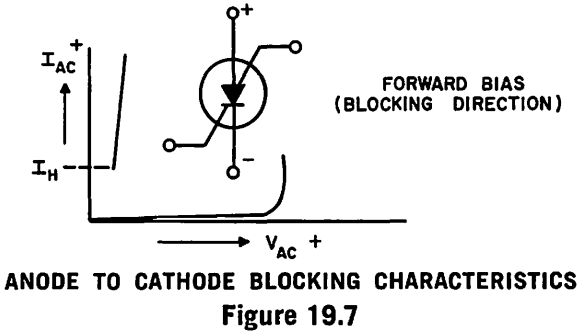 +
I_AC
+
I_H
−
FORWARD BIAS
(BLOCKING DIRECTION)
V_AC +
ANODE TO CATHODE BLOCKING CHARACTERISTICS
Figure 19.7